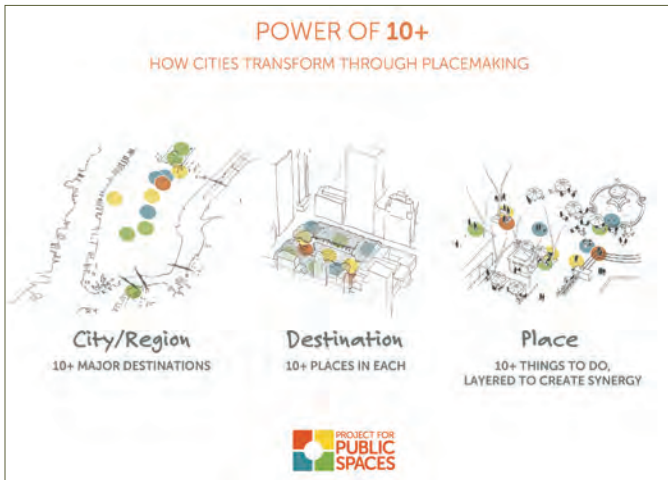 POWER OF 10+
HOW CITIES TRANSFORM THROUGH PLACEMAKING
City/Region
10+ MAJOR DESTINATIONS
Destination
10+ PLACES IN EACH
Place
10+ THINGS TO DO,
LAYERED TO CREATE SYNERGY
PROJECT FOR
PUBLIC
SPACES